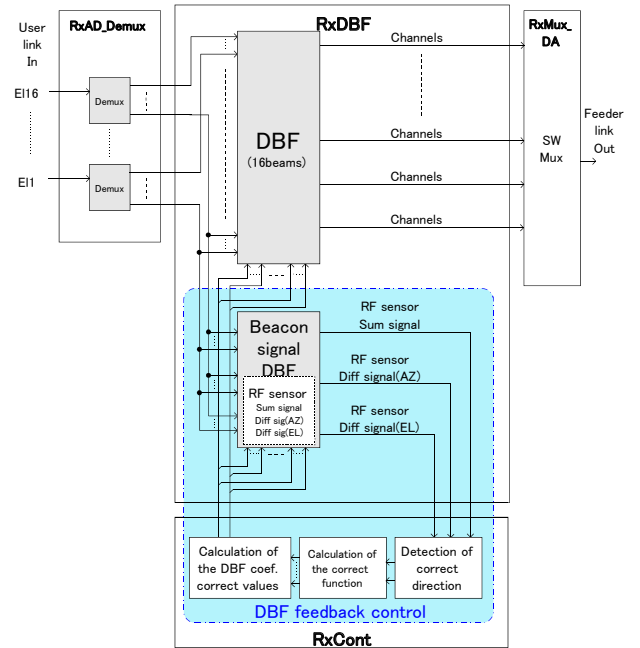 User
link
In
RxAD_Demux
El16
Demux
El1
Demux
RxDBF
DBF
(16beams)
Channels
Channels
Channels
Channels
RxMux_
DA
SW
Mux
Feeder
link
Out
Beacon
signal
DBF
RF sensor
Sum signal
Diff sig(AZ)
Diff sig(EL)
RF sensor
Sum signal
RF sensor
Diff signal(AZ)
RF sensor
Diff signal(EL)
Calculation of
the DBF coef.
correct values
Calculation of
the correct
function
Detection of
correct
direction
DBF feedback control
RxCont